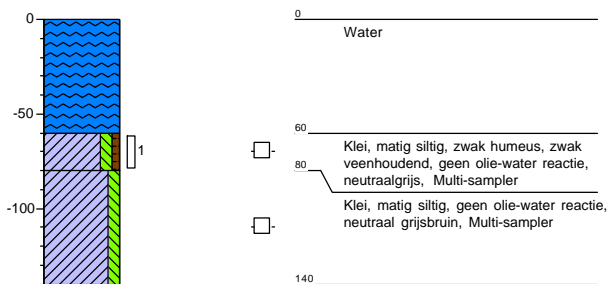 0
-50
-100
1
0
Water
60
Klei, matig siltig, zwak humeus, zwak
veenhoudend, geen olie-water reactie,
neutraalgrijs, Multi-sampler
80
Klei, matig siltig, geen olie-water reactie,
neutraal grijsbruin, Multi-sampler
140